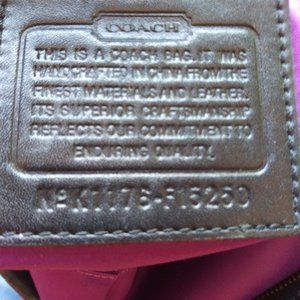 COACH
THIS IS A COACH BAG. IT WAS
HANDCRAFTED IN CHINA FROM THE
FINEST MATERIALS AND LEATHER.
ITS SUPERIOR CRAFTSMANSHIP
REFLECTS OUR COMMITMENT TO
ENDURING QUALITY.
No K1176-F15250